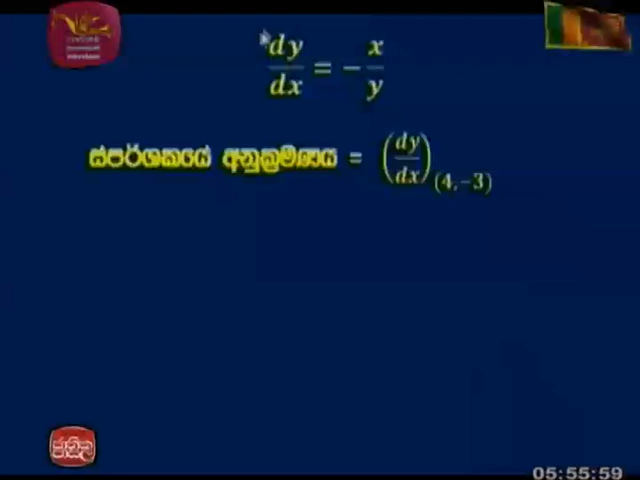 dy/dx = − x/y
ස්පර්ශකයේ අනුක්‍රමණය = (dy/dx)(4,−3)
ජාතික
05:55:59